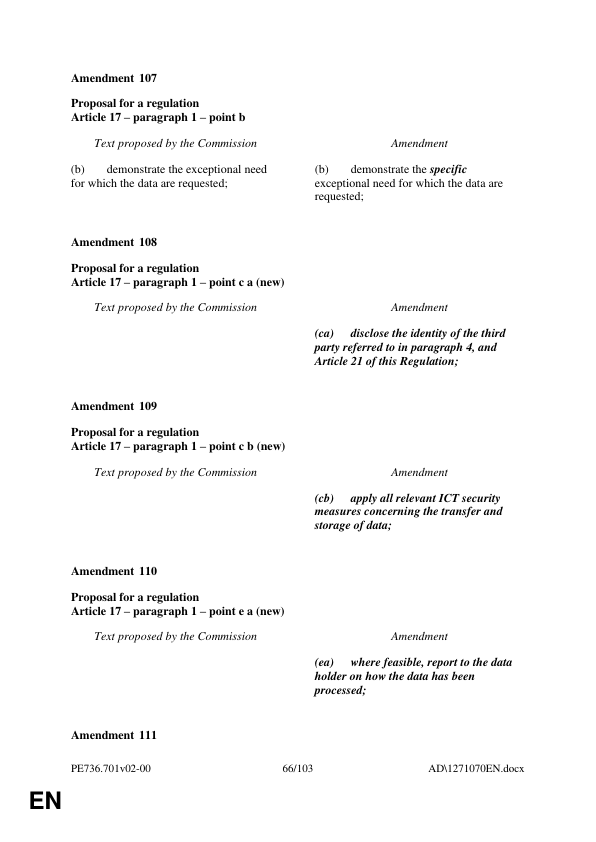 Amendment 107
Proposal for a regulation
Article 17 – paragraph 1 – point b
Text proposed by the Commission
Amendment
(b) demonstrate the exceptional need
for which the data are requested;
(b) demonstrate the specific
exceptional need for which the data are
requested;
Amendment 108
Proposal for a regulation
Article 17 – paragraph 1 – point c a (new)
Text proposed by the Commission
Amendment
(ca) disclose the identity of the third
party referred to in paragraph 4, and
Article 21 of this Regulation;
Amendment 109
Proposal for a regulation
Article 17 – paragraph 1 – point c b (new)
Text proposed by the Commission
Amendment
(cb) apply all relevant ICT security
measures concerning the transfer and
storage of data;
Amendment 110
Proposal for a regulation
Article 17 – paragraph 1 – point e a (new)
Text proposed by the Commission
Amendment
(ea) where feasible, report to the data
holder on how the data has been
processed;
Amendment 111
PE736.701v02-00
66/103
AD\1271070EN.docx
EN